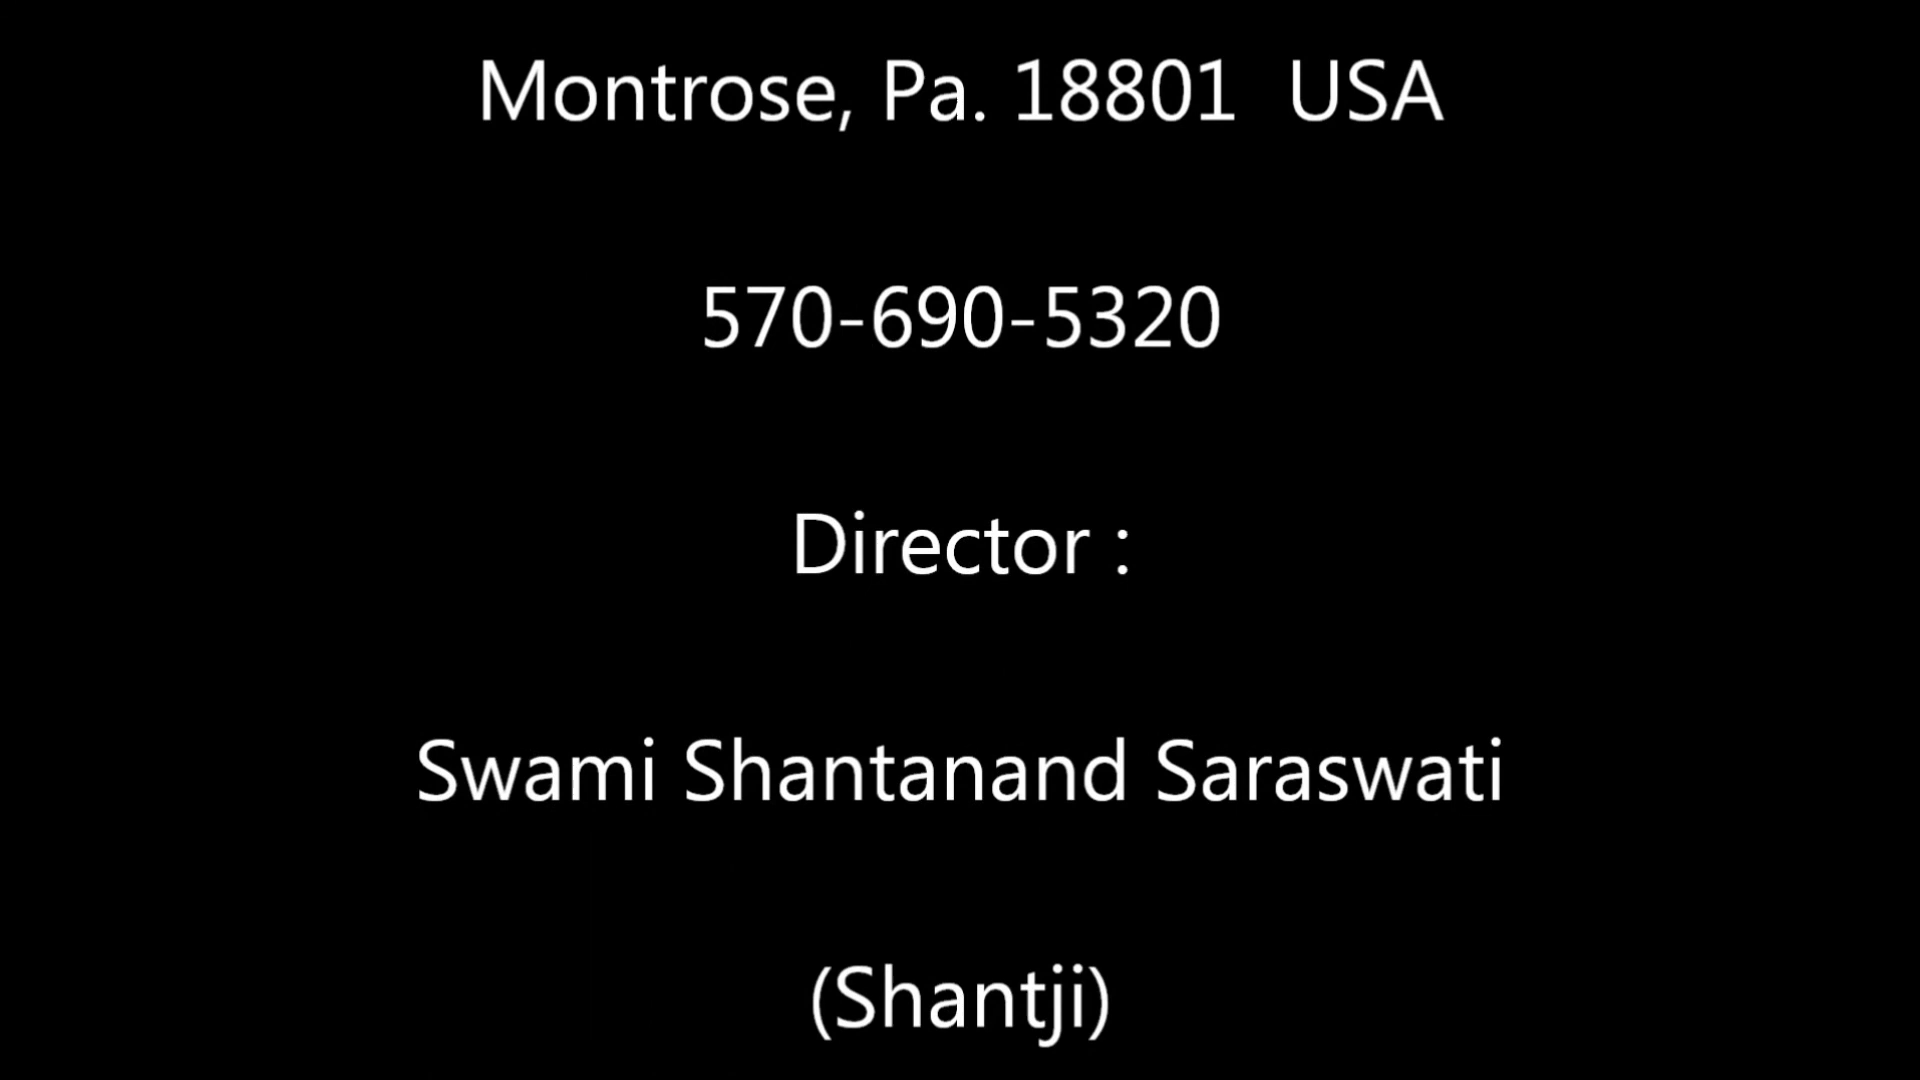 Montrose, Pa. 18801  USA
570-690-5320
Director :
Swami Shantanand Saraswati
(Shantji)